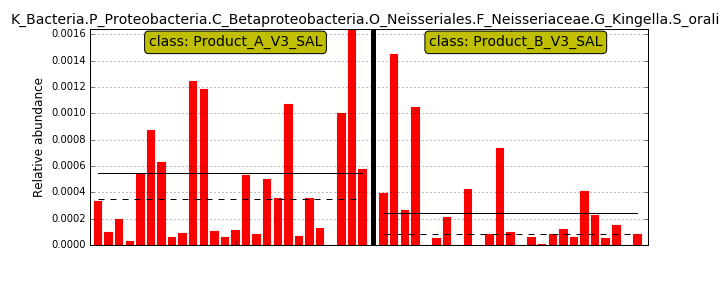 K_Bacteria.P_Proteobacteria.C_Betaproteobacteria.O_Neisseriales.F_Neisseriaceae.G_Kingella.S_orali
class: Product_A_V3_SAL
class: Product_B_V3_SAL
Relative abundance
0.0016
0.0014
0.0012
0.0010
0.0008
0.0006
0.0004
0.0002
0.0000